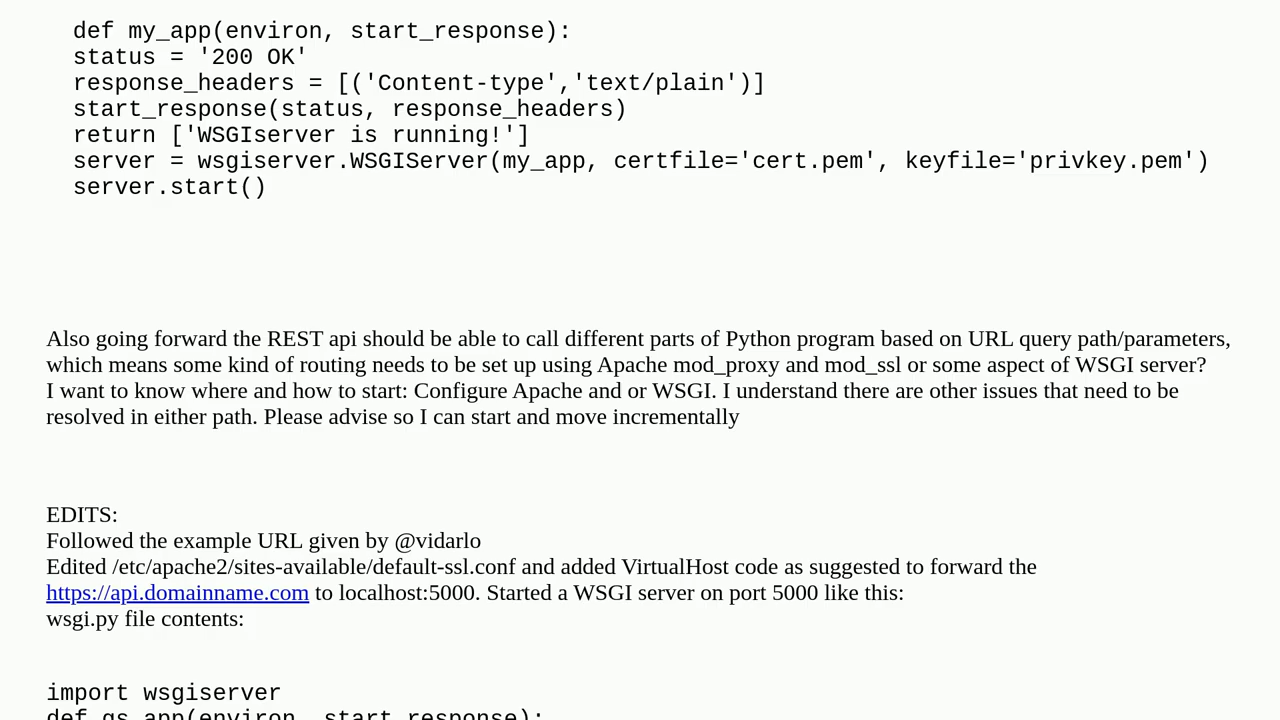 def my_app(environ, start_response):
status = '200 OK'
response_headers = [('Content-type','text/plain')]
start_response(status, response_headers)
return ['WSGIserver is running!']
server = wsgiserver.WSGIServer(my_app, certfile='cert.pem', keyfile='privkey.pem')
server.start()
Also going forward the REST api should be able to call different parts of Python program based on URL query path/parameters,
which means some kind of routing needs to be set up using Apache mod_proxy and mod_ssl or some aspect of WSGI server?
I want to know where and how to start: Configure Apache and or WSGI. I understand there are other issues that need to be
resolved in either path. Please advise so I can start and move incrementally
EDITS:
Followed the example URL given by @vidarlo
Edited /etc/apache2/sites-available/default-ssl.conf and added VirtualHost code as suggested to forward the
https://api.domainname.com to localhost:5000. Started a WSGI server on port 5000 like this:
wsgi.py file contents:
import wsgiserver
def gs_app(environ, start_response):